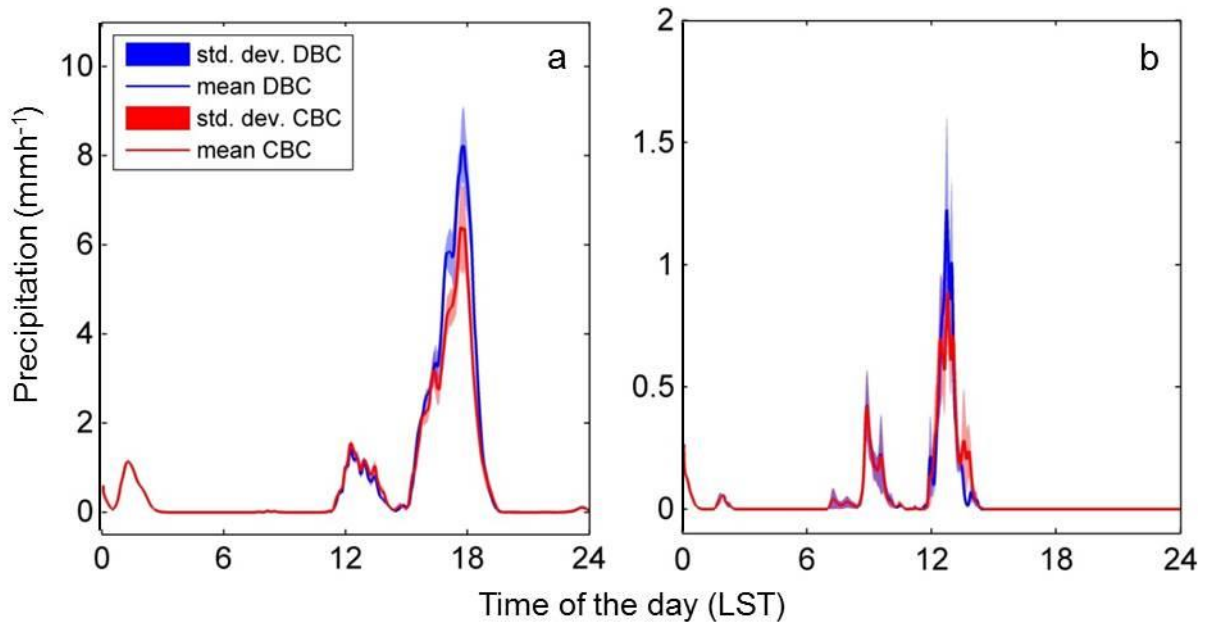 a
std. dev. DBC
mean DBC
std. dev. CBC
mean CBC
Precipitation (mmh⁻¹)
10
8
6
4
2
0
0 6 12 18 24
b
2
1.5
1
0.5
0
0 6 12 18 24
Time of the day (LST)